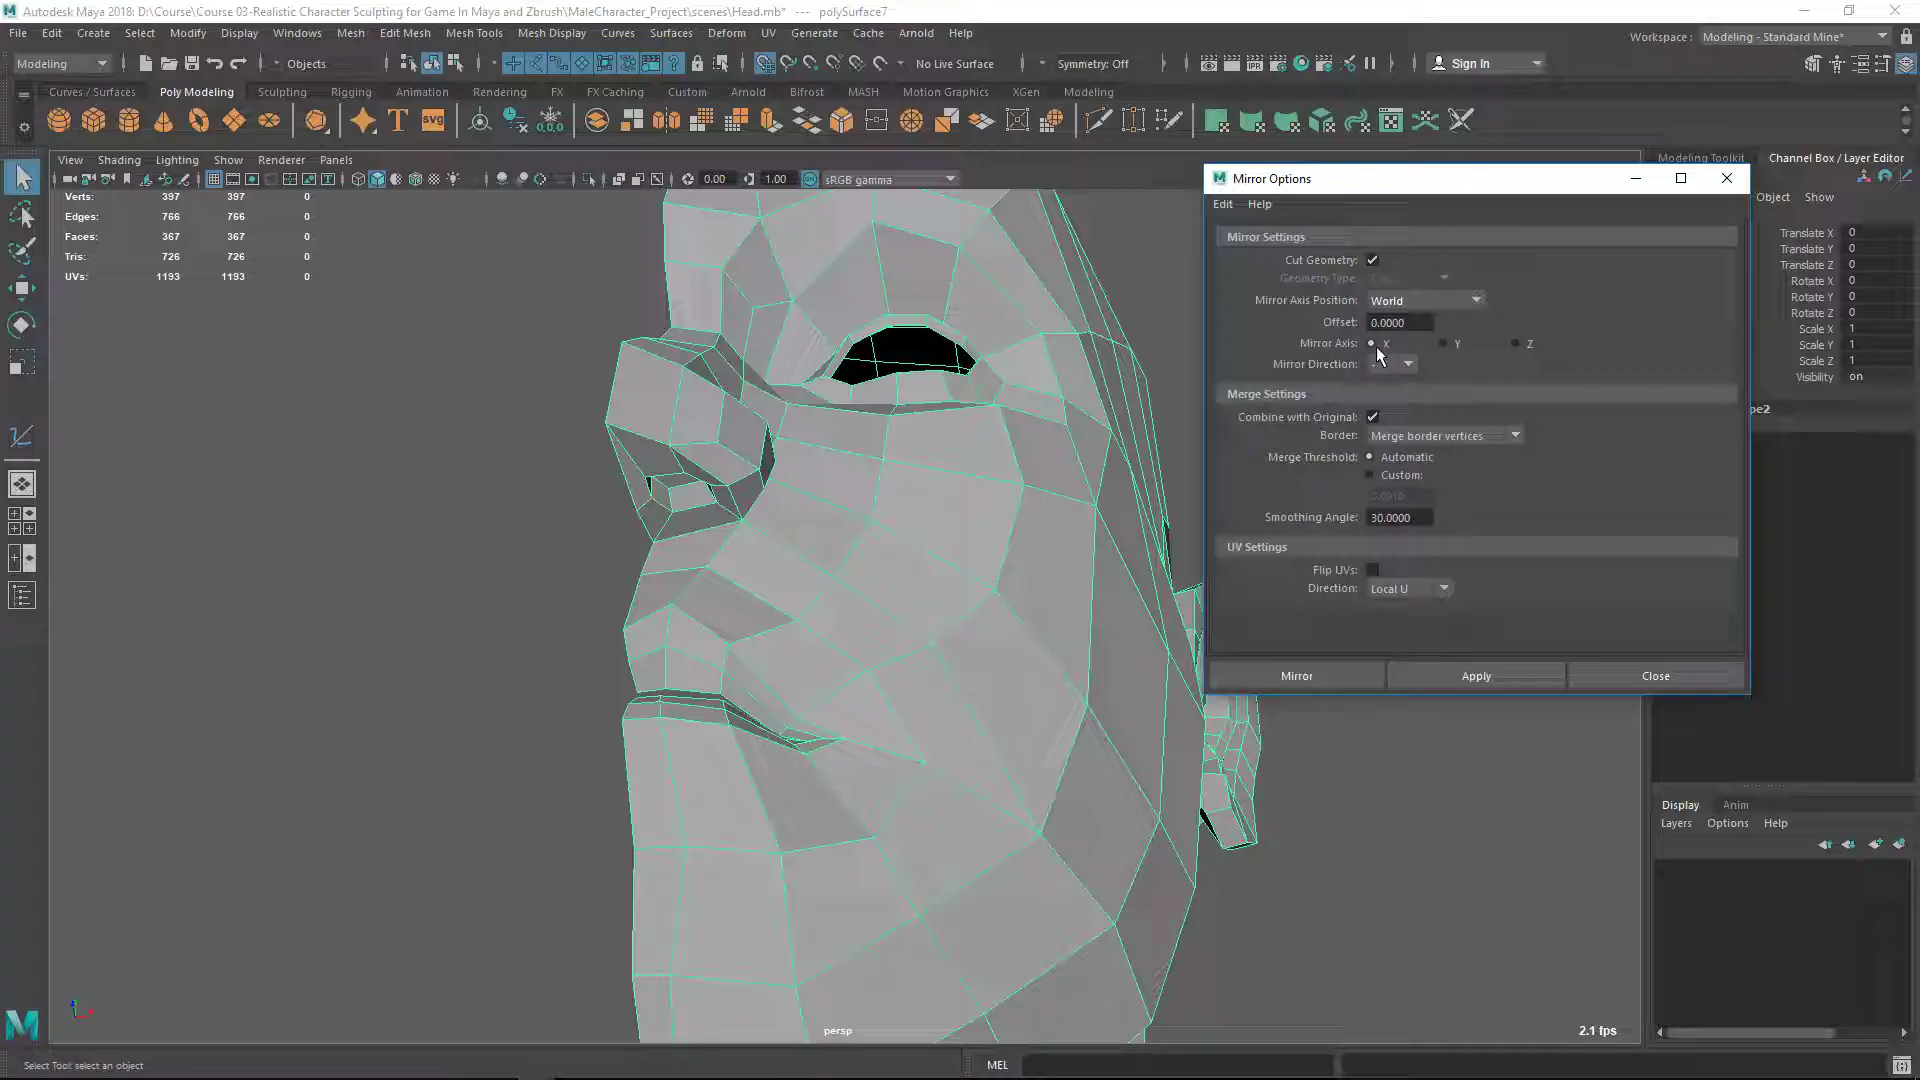 Autodesk Maya 2018: D:\Course\Course 03-Realistic Character Sculpting for Game In Maya and Zbrush\MaleCharacter_Project\scenes\Head.mb* --- polySurface7
File Edit Create Select Modify Display Windows Mesh Edit Mesh Mesh Tools Mesh Display Curves Surfaces Deform UV Generate Cache Arnold Help
Workspace : Modeling - Standard Mine*
Modeling Objects No Live Surface Symmetry: Off Sign In
Curves / Surfaces Poly Modeling Sculpting Rigging Animation Rendering FX FX Caching Custom Arnold Bifrost MASH Motion Graphics XGen Modeling
T svg 0,0,0
View Shading Lighting Show Renderer Panels
Modeling Toolkit Channel Box / Layer Editor
0.00 1.00 sRGB gamma
Verts: 397 397 0
Edges: 766 766 0
Faces: 367 367 0
Tris: 726 726 0
UVs: 1193 1193 0
Mirror Options
Edit Help
Mirror Settings
Cut Geometry:
Geometry Type:
Mirror Axis Position: World
Offset: 0.0000
Mirror Axis: X Y Z
Mirror Direction:
Merge Settings
Combine with Original:
Border: Merge border vertices
Merge Threshold: Automatic
Custom:
Smoothing Angle: 30.0000
UV Settings
Flip UVs:
Direction: Local U
Mirror Apply Close
Object Show
Translate X 0
Translate Y 0
Translate Z 0
Rotate X 0
Rotate Y 0
Rotate Z 0
Scale X 1
Scale Y 1
Scale Z 1
Visibility on
pe2
Display Anim
Layers Options Help
persp
2.1 fps
Select Tool: select an object
MEL